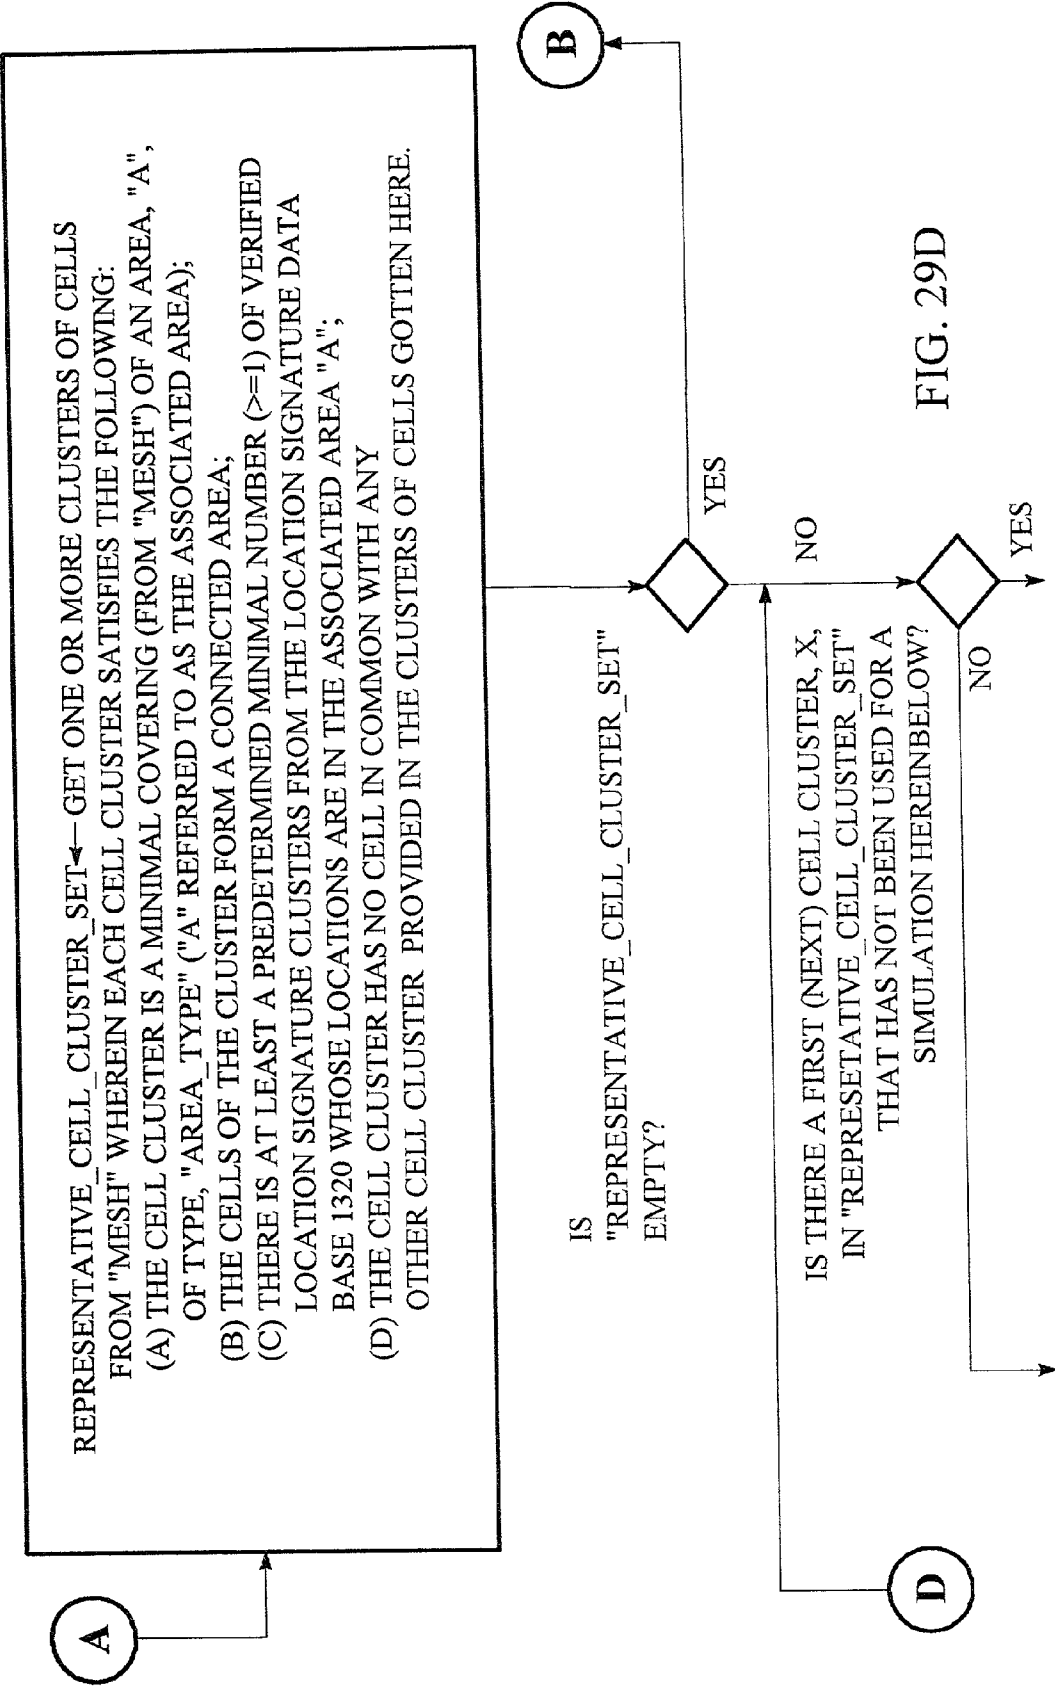 A
REPRESENTATIVE_CELL_CLUSTER_SET←GET ONE OR MORE CLUSTERS OF CELLS
FROM "MESH" WHEREIN EACH CELL CLUSTER SATISFIES THE FOLLOWING:
(A) THE CELL CLUSTER IS A MINIMAL COVERING (FROM "MESH") OF AN AREA, "A",
OF TYPE, "AREA_TYPE" ("A" REFERRED TO AS THE ASSOCIATED AREA);
(B) THE CELLS OF THE CLUSTER FORM A CONNECTED AREA;
(C) THERE IS AT LEAST A PREDETERMINED MINIMAL NUMBER (>=1) OF VERIFIED
LOCATION SIGNATURE CLUSTERS FROM THE LOCATION SIGNATURE DATA
BASE 1320 WHOSE LOCATIONS ARE IN THE ASSOCIATED AREA "A";
(D) THE CELL CLUSTER HAS NO CELL IN COMMON WITH ANY
OTHER CELL CLUSTER PROVIDED IN THE CLUSTERS OF CELLS GOTTEN HERE.
B
IS
"REPRESENTATIVE_CELL_CLUSTER_SET"
EMPTY?
YES
NO
D
IS THERE A FIRST (NEXT) CELL CLUSTER, X,
IN "REPRESETATIVE_CELL_CLUSTER_SET"
THAT HAS NOT BEEN USED FOR A
SIMULATION HEREINBELOW?
NO
YES
FIG. 29D